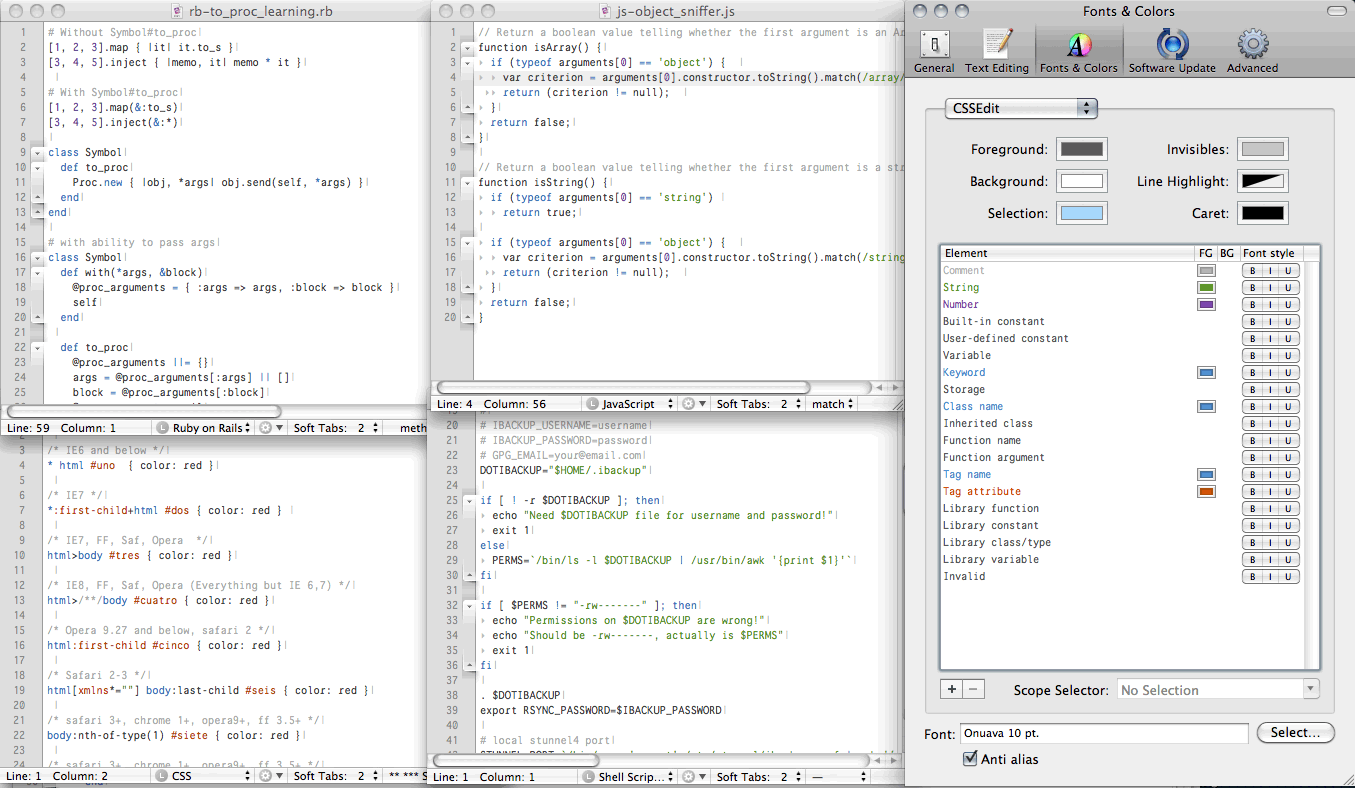 rb-to_proc_learning.rb
1 # Without Symbol#to_proc
2 [1, 2, 3].map { |it| it.to_s }
3 [3, 4, 5].inject { |memo, it| memo * it }
4
5 # With Symbol#to_proc
6 [1, 2, 3].map(&:to_s)
7 [3, 4, 5].inject(&:*)
8
9 class Symbol
10 def to_proc
11 Proc.new { |obj, *args| obj.send(self, *args) }
12 end
13 end
14
15 # with ability to pass args
16 class Symbol
17 def with(*args, &block)
18 @proc_arguments = { :args => args, :block => block }
19 self
20 end
21
22 def to_proc
23 @proc_arguments ||= {}
24 args = @proc_arguments[:args] || []
25 block = @proc_arguments[:block]
Line: 59 Column: 1 L Ruby on Rails Soft Tabs: 2 meth
3 /* IE6 and below */
4 * html #uno { color: red }
5
6 /* IE7 */
7 *:first-child+html #dos { color: red }
8
9 /* IE7, FF, Saf, Opera */
10 html>body #tres { color: red }
11
12 /* IE8, FF, Saf, Opera (Everything but IE 6,7) */
13 html>/**/body #cuatro { color: red }
14
15 /* Opera 9.27 and below, safari 2 */
16 html:first-child #cinco { color: red }
17
18 /* Safari 2-3 */
19 html[xmlns*=""] body:last-child #seis { color: red }
20
21 /* safari 3+, chrome 1+, opera9+, ff 3.5+ */
22 body:nth-of-type(1) #siete { color: red }
23
24 /* safari 3+, chrome 1+, opera9+, ff 3.5+ */
Line: 1 Column: 2 L CSS Soft Tabs: 2 ** *** S
js-object_sniffer.js
1 // Return a boolean value telling whether the first argument is an Ar
2 function isArray() {
3 if (typeof arguments[0] == 'object') {
4 var criterion = arguments[0].constructor.toString().match(/array/
5 return (criterion != null);
6 }
7 return false;
8 }
9
10 // Return a boolean value telling whether the first argument is a str
11 function isString() {
12 if (typeof arguments[0] == 'string')
13 return true;
14
15 if (typeof arguments[0] == 'object') {
16 var criterion = arguments[0].constructor.toString().match(/string
17 return (criterion != null);
18 }
19 return false;
20 }
Line: 4 Column: 56 L JavaScript Soft Tabs: 2 match
20 # IBACKUP_USERNAME=username
21 # IBACKUP_PASSWORD=password
22 # GPG_EMAIL=your@email.com
23 DOTIBACKUP="$HOME/.ibackup"
24
25 if [ ! -r $DOTIBACKUP ]; then
26 echo "Need $DOTIBACKUP file for username and password!"
27 exit 1
28 else
29 PERMS=`/bin/ls -l $DOTIBACKUP | /usr/bin/awk '{print $1}'`
30 fi
31
32 if [ $PERMS != "-rw-------" ]; then
33 echo "Permissions on $DOTIBACKUP are wrong!"
34 echo "Should be -rw-------, actually is $PERMS"
35 exit 1
36 fi
37
38 . $DOTIBACKUP
39 export RSYNC_PASSWORD=$IBACKUP_PASSWORD
40
41 # local stunnel4 port
Line: 1 Column: 1 L Shell Scrip... Soft Tabs: 2 —
Fonts & Colors
General Text Editing Fonts & Colors Software Update Advanced
CSSEdit
Foreground: Invisibles:
Background: Line Highlight:
Selection: Caret:
Element FG BG Font style
Comment B I U
String B I U
Number B I U
Built-in constant B I U
User-defined constant B I U
Variable B I U
Keyword B I U
Storage B I U
Class name B I U
Inherited class B I U
Function name B I U
Function argument B I U
Tag name B I U
Tag attribute B I U
Library function B I U
Library constant B I U
Library class/type B I U
Library variable B I U
Invalid B I U
+ − Scope Selector: No Selection
Font: Onuava 10 pt. Select...
Anti alias